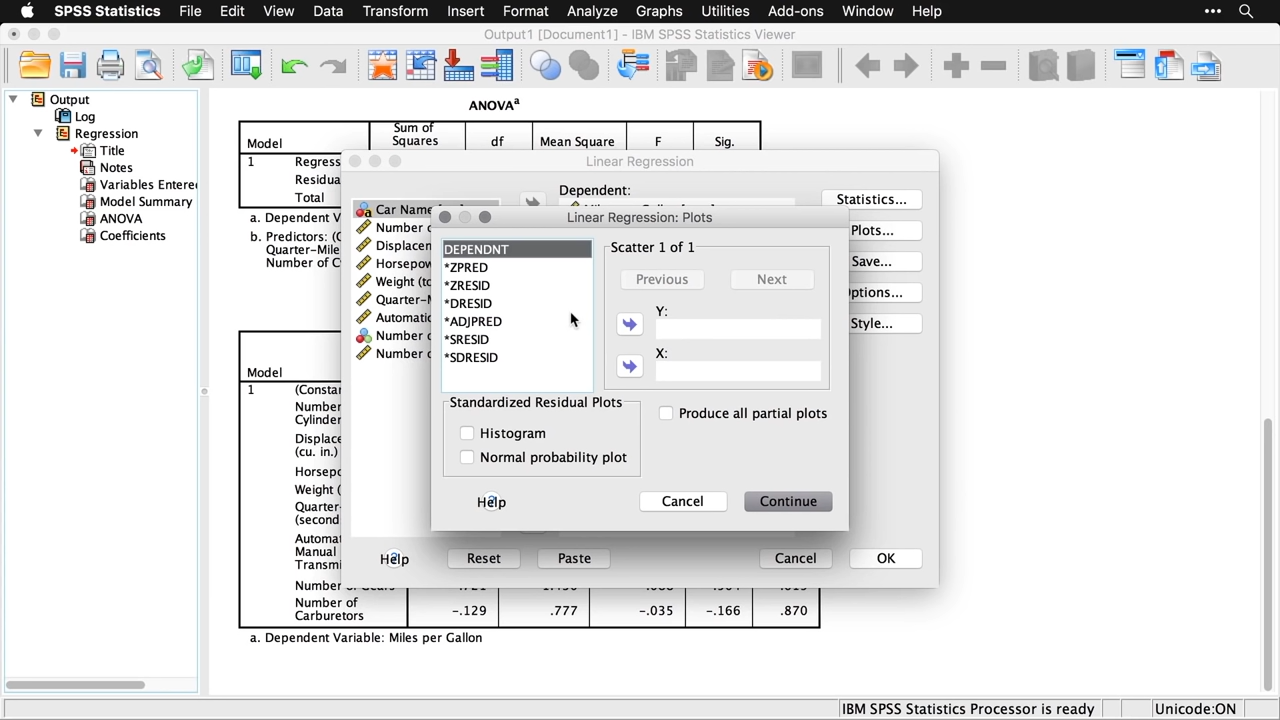 SPSS Statistics File Edit View Data Transform Insert Format Analyze Graphs Utilities Add-ons Window Help
Output1 [Document1] - IBM SPSS Statistics Viewer
Output
Log
Regression
Title
Notes
Variables Entere
Model Summary
ANOVA
Coefficients
ANOVAa
Model Sum of Squares df Mean Square F Sig.
1 Regress
Residua
Total
a. Dependent V
b. Predictors: (C
Quarter-Mile
Number of C
Model
1 (Constan
Number
Cylinder
Displace
(cu. in.)
Horsepo
Weight (
Quarter-
(second
Automa
Manual
Transmi
Number
Number of
Carburetors -.129 .777 -.035 -.166 .870
a. Dependent Variable: Miles per Gallon
Linear Regression
Dependent:
Car Name
Number o
Displacem
Horsepow
Weight (to
Quarter-M
Automatic
Number o
Number o
Statistics...
Plots...
Save...
ptions...
Style...
Help Reset Paste Cancel OK
Linear Regression: Plots
DEPENDNT
*ZPRED
*ZRESID
*DRESID
*ADJPRED
*SRESID
*SDRESID
Scatter 1 of 1
Previous Next
Y:
X:
Standardized Residual Plots
Histogram
Normal probability plot
Produce all partial plots
Help Cancel Continue
IBM SPSS Statistics Processor is ready Unicode:ON